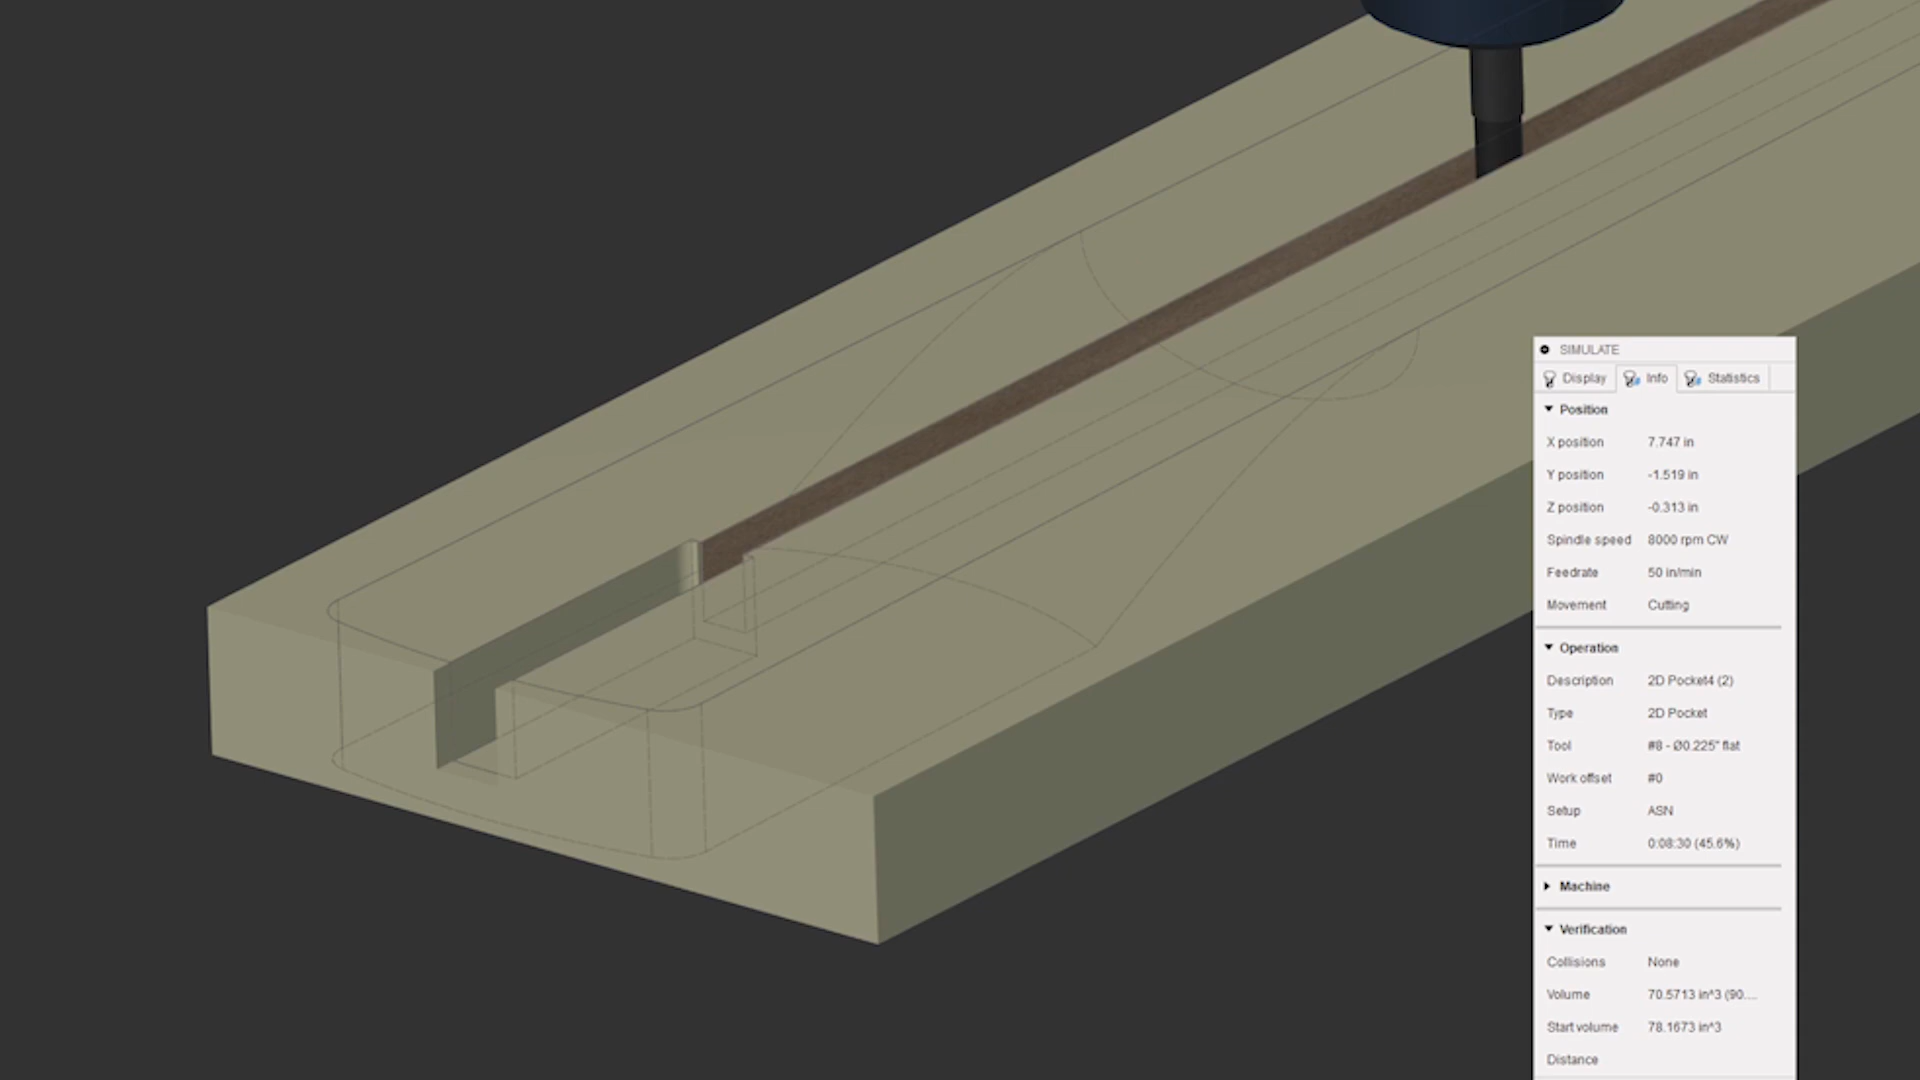 SIMULATE
Display Info Statistics
Position
X position 7.747 in
Y position -1.519 in
Z position -0.313 in
Spindle speed 8000 rpm CW
Feedrate 50 in/min
Movement Cutting
Operation
Description 2D Pocket4 (2)
Type 2D Pocket
Tool #8 - Ø0.225" flat
Work offset #0
Setup ASN
Time 0:08:30 (45.6%)
Machine
Verification
Collisions None
Volume 70.5713 in^3 (90....
Start volume 78.1673 in^3
Distance